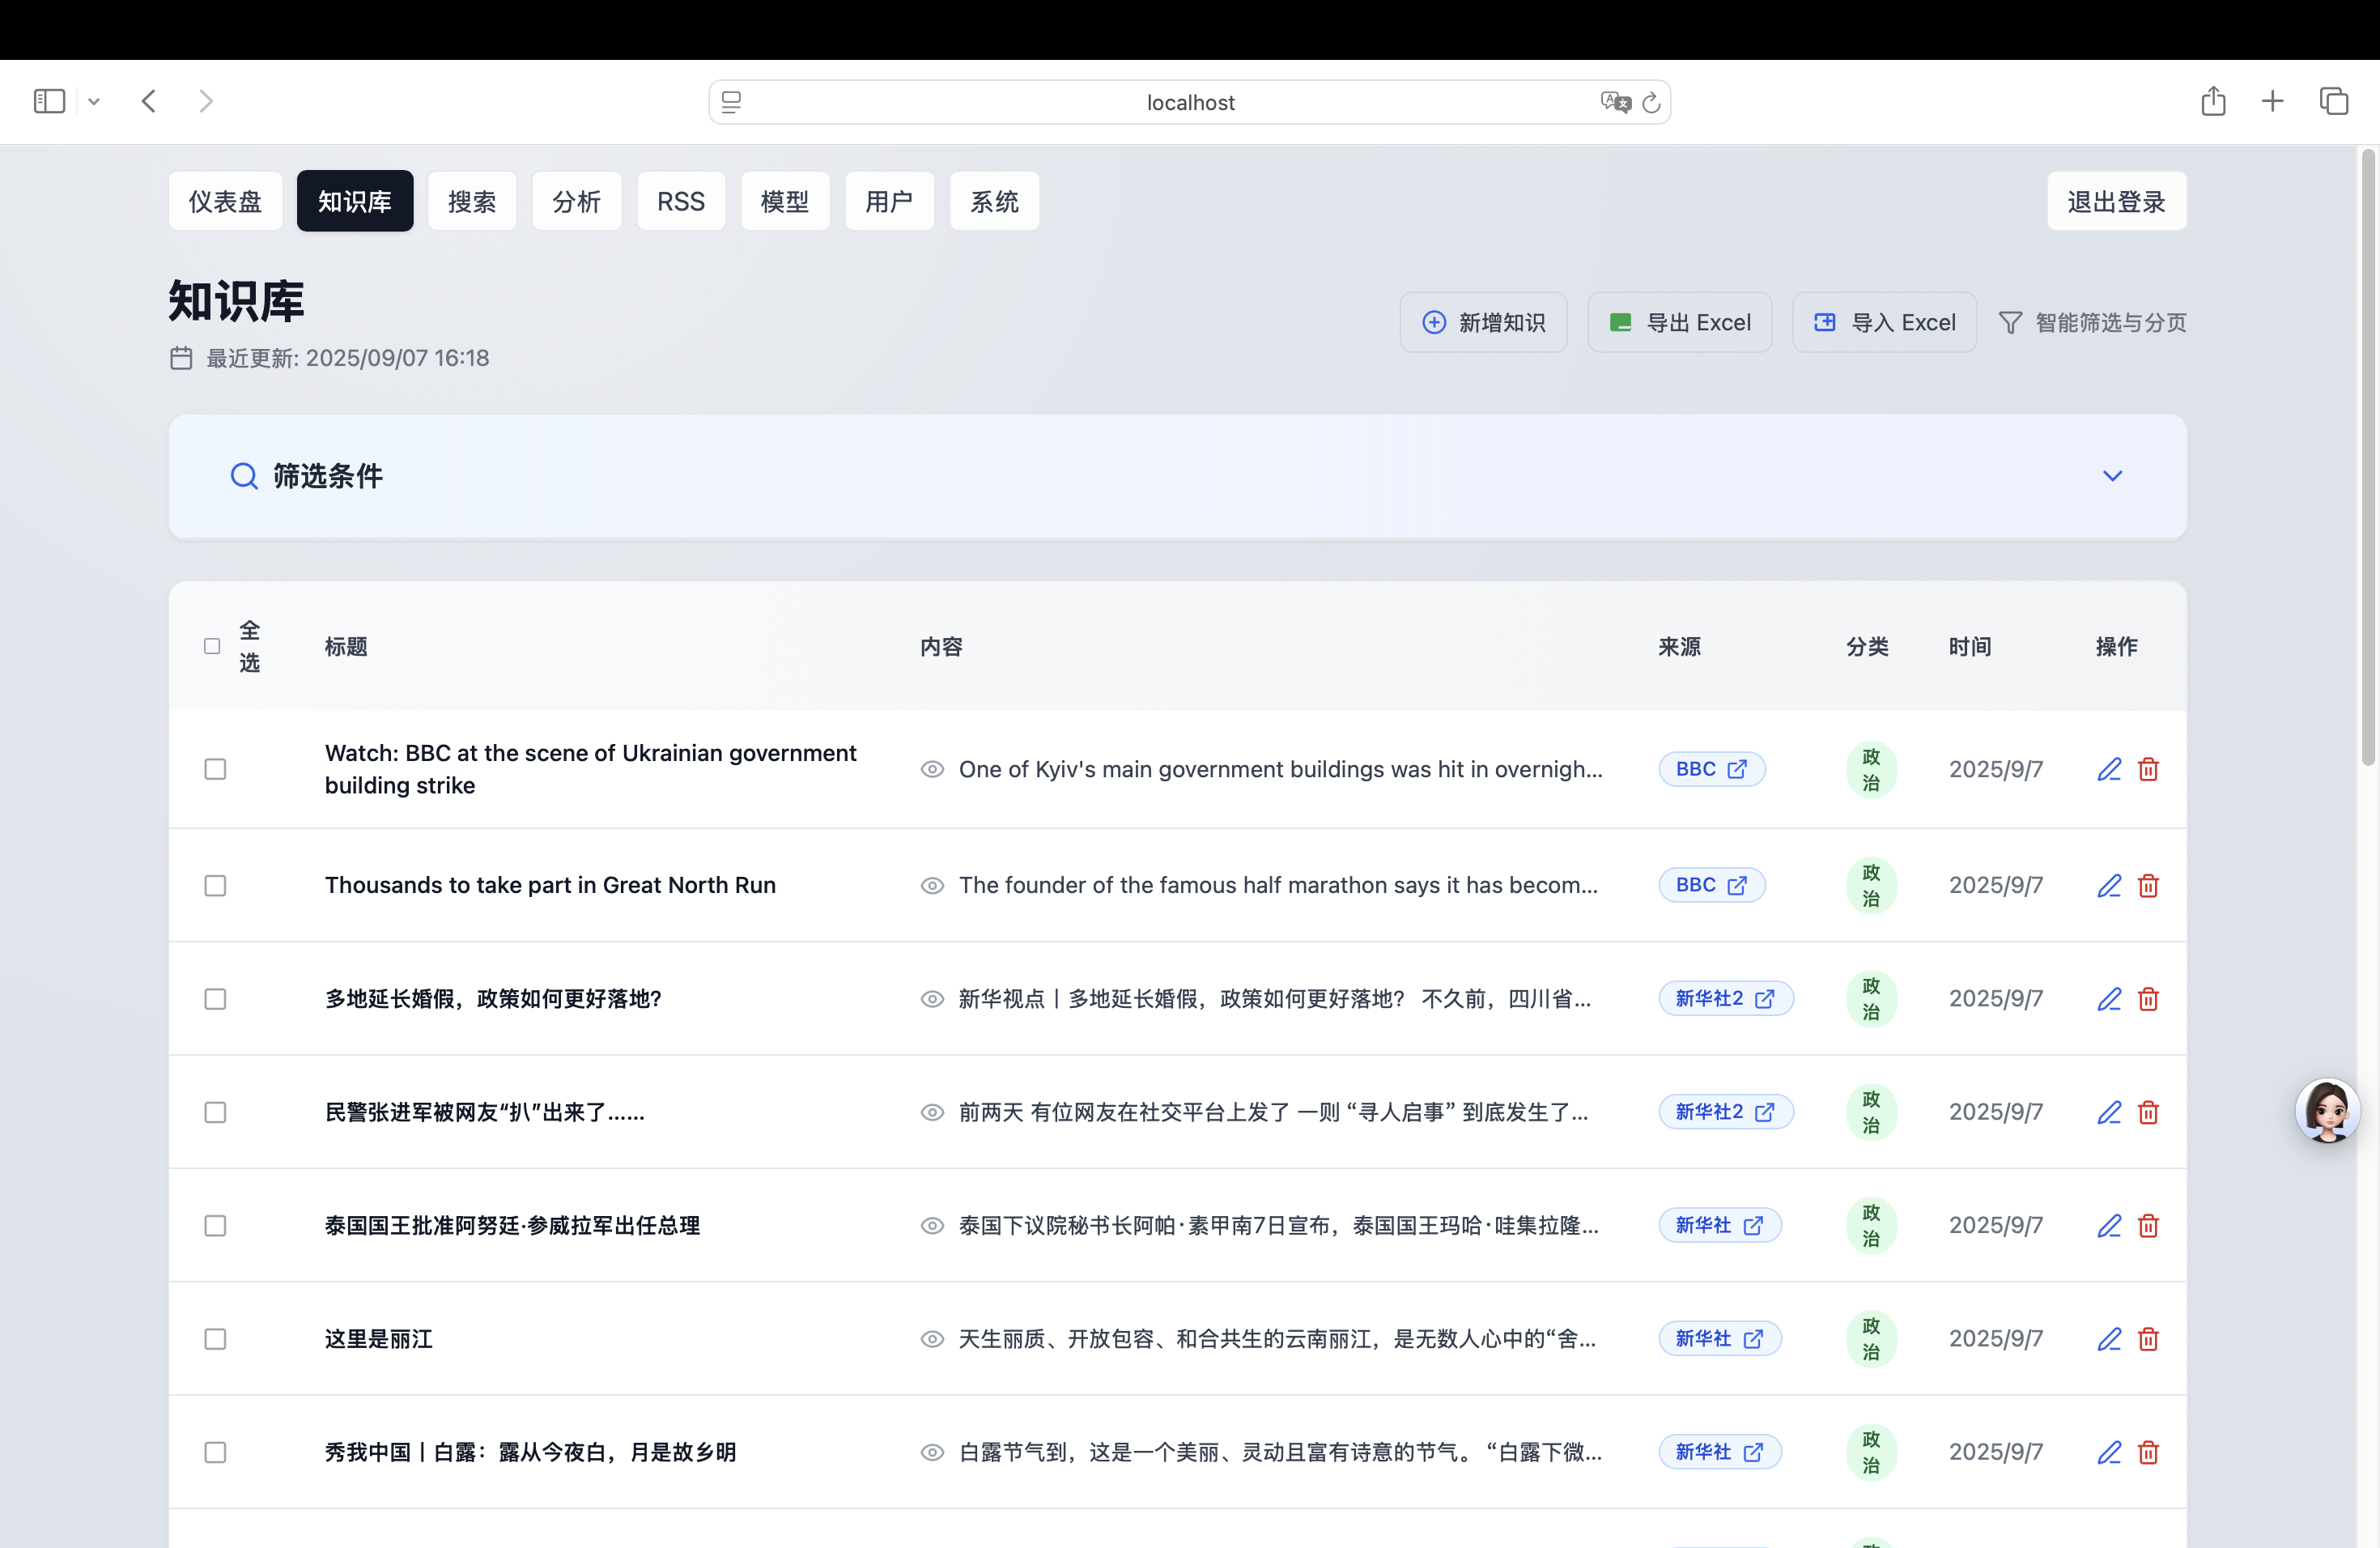 localhost
仪表盘 知识库 搜索 分析 RSS 模型 用户 系统 退出登录
知识库
新增知识 导出 Excel 导入 Excel 智能筛选与分页
最近更新: 2025/09/07 16:18
筛选条件
全选 标题 内容 来源 分类 时间 操作
Watch: BBC at the scene of Ukrainian government
building strike
One of Kyiv's main government buildings was hit in overnigh... BBC 政治 2025/9/7
Thousands to take part in Great North Run The founder of the famous half marathon says it has becom... BBC 政治 2025/9/7
多地延长婚假，政策如何更好落地? 新华视点丨多地延长婚假，政策如何更好落地？ 不久前，四川省... 新华社2 政治 2025/9/7
民警张进军被网友“扒”出来了…… 前两天 有位网友在社交平台上发了 一则 “寻人启事” 到底发生了... 新华社2 政治 2025/9/7
泰国国王批准阿努廷·参威拉军出任总理 泰国下议院秘书长阿帕·素甲南7日宣布，泰国国王玛哈·哇集拉隆... 新华社 政治 2025/9/7
这里是丽江 天生丽质、开放包容、和合共生的云南丽江，是无数人心中的“舍... 新华社 政治 2025/9/7
秀我中国丨白露：露从今夜白，月是故乡明 白露节气到，这是一个美丽、灵动且富有诗意的节气。 “白露下微... 新华社 政治 2025/9/7